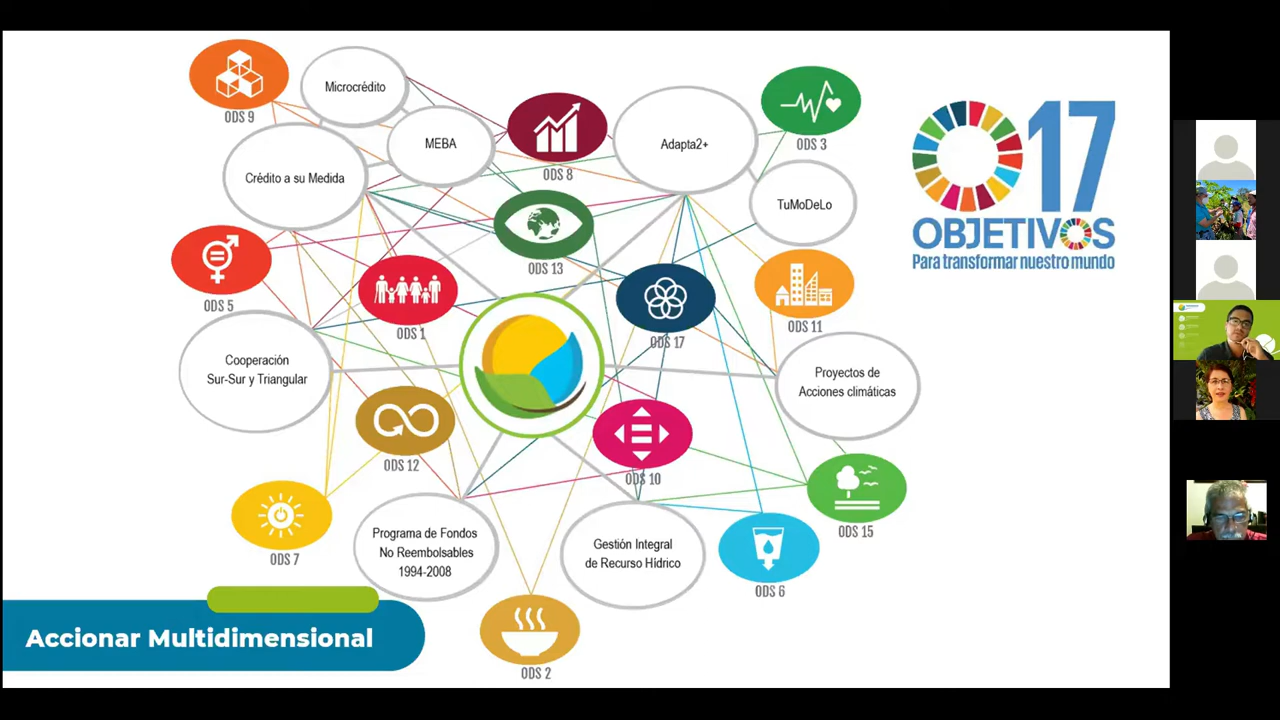 ODS 9
Microcrédito
MEBA
Crédito a su Medida
ODS 8
Adapta2+
ODS 3
TuMoDeLo
17
OBJETIVOS
Para transformar nuestro mundo
ODS 5
ODS 1
ODS 13
ODS 17
ODS 11
Cooperación
Sur-Sur y Triangular
Proyectos de
Acciones climáticas
ODS 12
ODS 10
ODS 7
Programa de Fondos
No Reembolsables
1994-2008
Gestión Integral
de Recurso Hídrico
ODS 6
ODS 15
ODS 2
Accionar Multidimensional